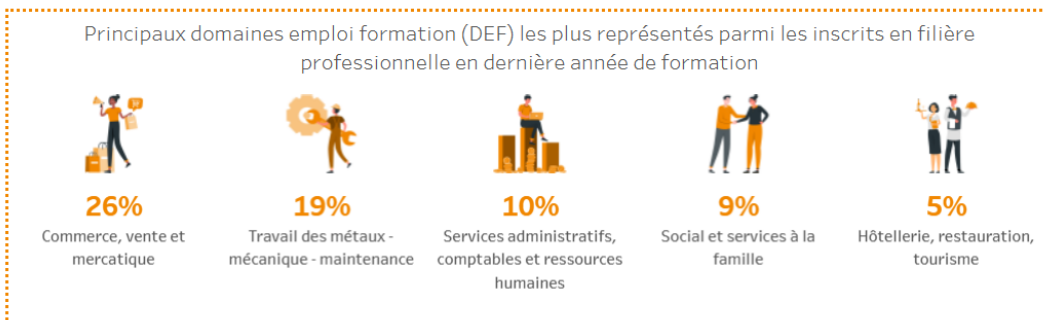 Principaux domaines emploi formation (DEF) les plus représentés parmi les inscrits en filière
professionnelle en dernière année de formation
26%
Commerce, vente et
mercatique
19%
Travail des métaux -
mécanique - maintenance
10%
Services administratifs,
comptables et ressources
humaines
9%
Social et services à la
famille
5%
Hôtellerie, restauration,
tourisme